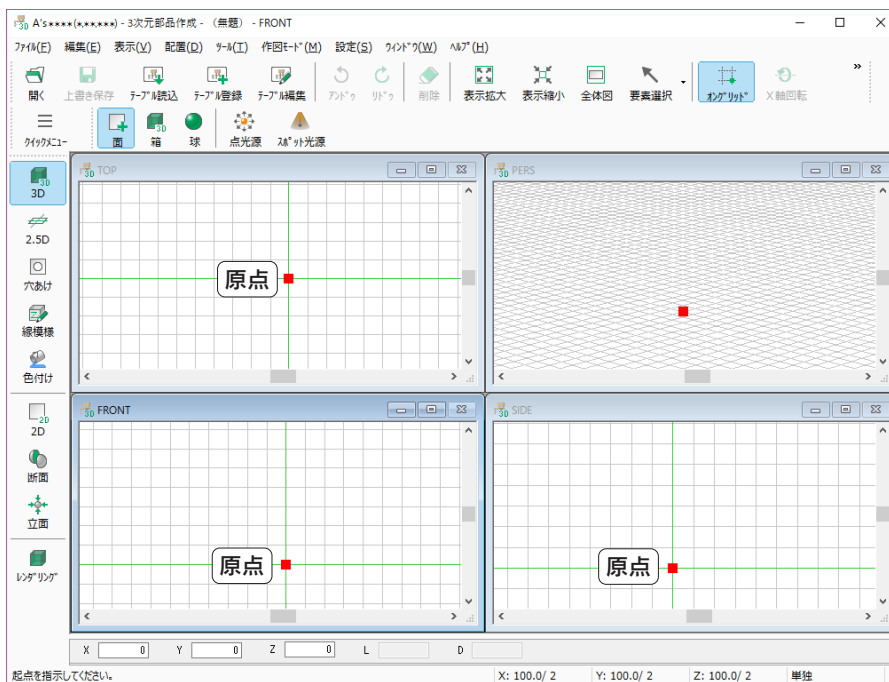 A's∗∗∗∗(∗,∗∗,∗∗∗) - 3次元部品作成 - （無題） - FRONT
ﾌｧｲﾙ(F) 編集(E) 表示(V) 配置(D) ﾂｰﾙ(T) 作図ﾓｰﾄﾞ(M) 設定(S) ｳｨﾝﾄﾞｳ(W) ﾍﾙﾌﾟ(H)
開く 上書き保存 ﾃｰﾌﾞﾙ読込 ﾃｰﾌﾞﾙ登録 ﾃｰﾌﾞﾙ編集 ｱﾝﾄﾞｩ ﾘﾄﾞｩ 削除 表示拡大 表示縮小 全体図 要素選択 ｵﾝｸﾞﾘｯﾄﾞ X軸回転
ｸｲｯｸﾒﾆｭｰ 面 箱 球 点光源 ｽﾎﾟｯﾄ光源
3D
2.5D
穴あけ
線模様
色付け
2D
断面
立面
ﾚﾝﾀﾞﾘﾝｸﾞ
TOP
原点
PERS
FRONT
原点
SIDE
原点
X 0 Y 0 Z 0 L D
起点を指示してください。 X: 100.0/ 2 Y: 100.0/ 2 Z: 100.0/ 2 単独